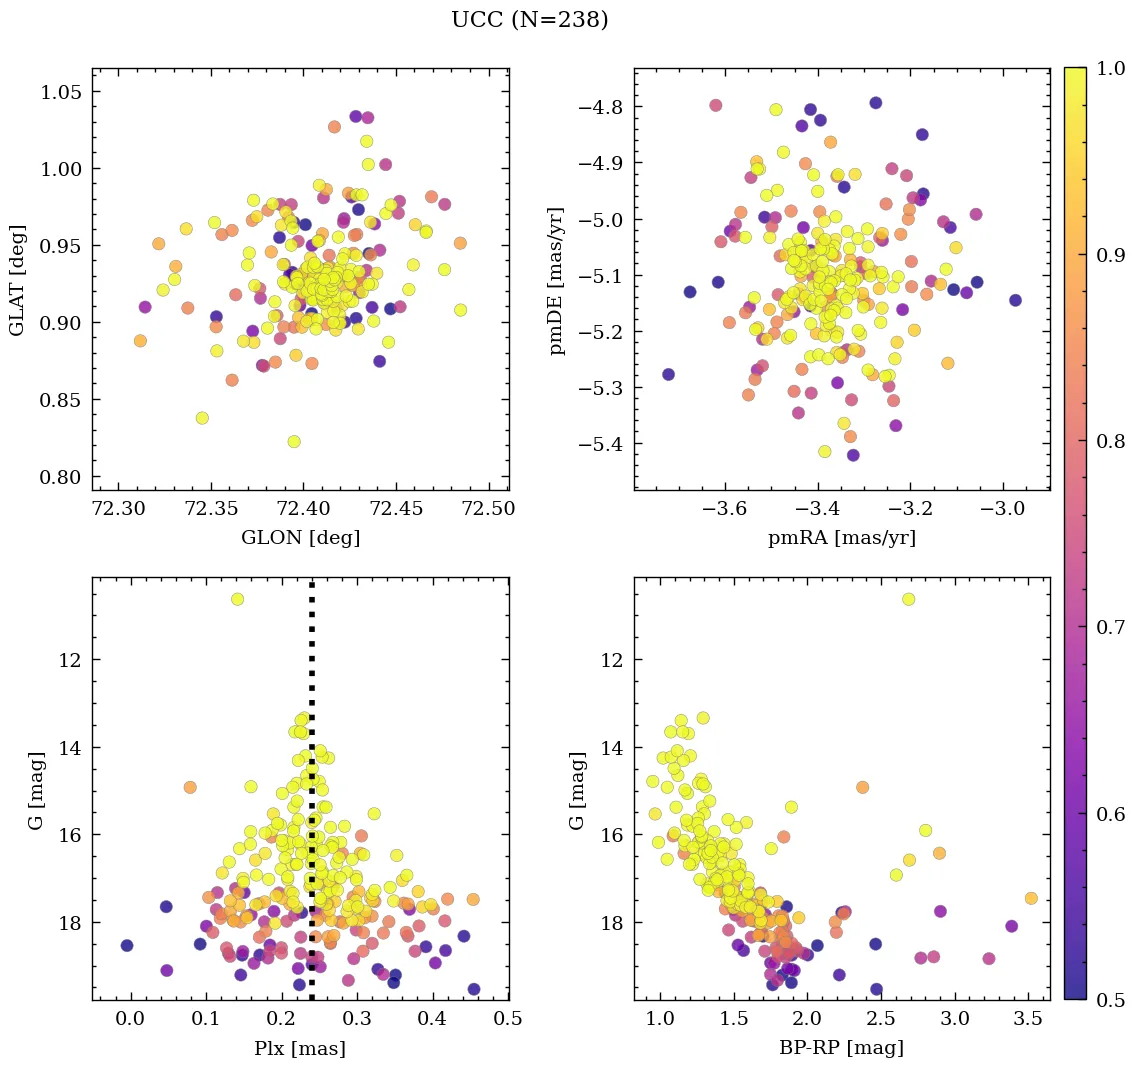 UCC (N=238)
1.05
1.00
0.95
0.90
0.85
0.80
GLAT [deg]
72.30 72.35 72.40 72.45 72.50
GLON [deg]
−4.8
−4.9
−5.0
−5.1
−5.2
−5.3
−5.4
pmDE [mas/yr]
−3.6 −3.4 −3.2 −3.0
pmRA [mas/yr]
12
14
16
18
G [mag]
0.0 0.1 0.2 0.3 0.4 0.5
Plx [mas]
12
14
16
18
G [mag]
1.0 1.5 2.0 2.5 3.0 3.5
BP-RP [mag]
1.0
0.9
0.8
0.7
0.6
0.5